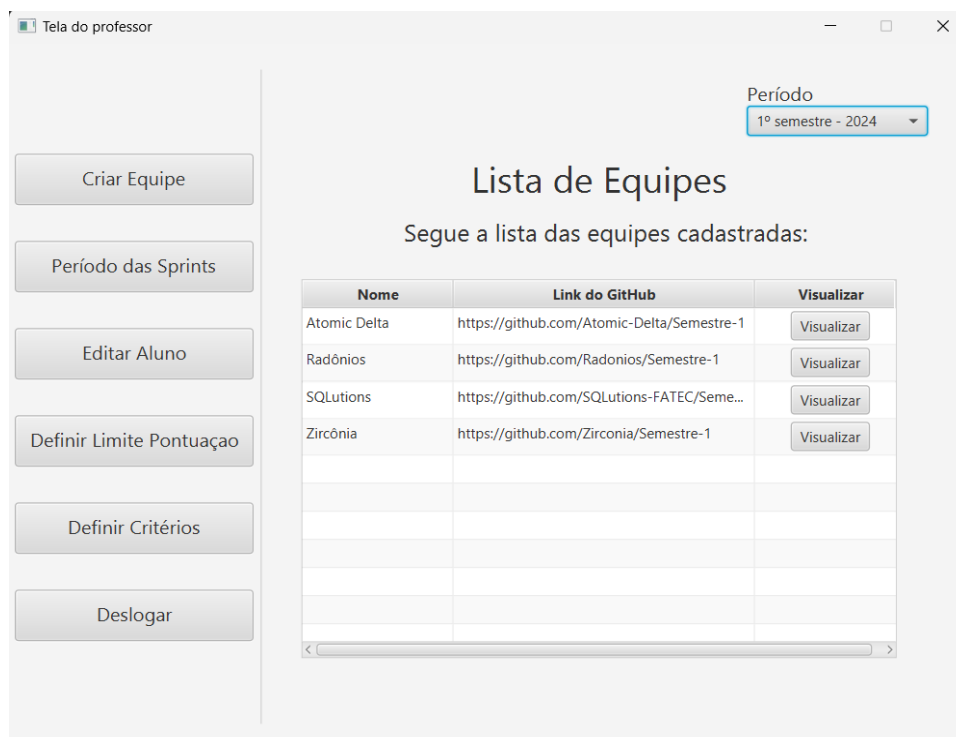 Tela do professor
Período
1º semestre - 2024
Criar Equipe
Período das Sprints
Editar Aluno
Definir Limite Pontuaçao
Definir Critérios
Deslogar
Lista de Equipes
Segue a lista das equipes cadastradas:
Nome Link do GitHub Visualizar
Atomic Delta https://github.com/Atomic-Delta/Semestre-1 Visualizar
Radônios https://github.com/Radonios/Semestre-1 Visualizar
SQLutions https://github.com/SQLutions-FATEC/Seme... Visualizar
Zircônia https://github.com/Zirconia/Semestre-1 Visualizar